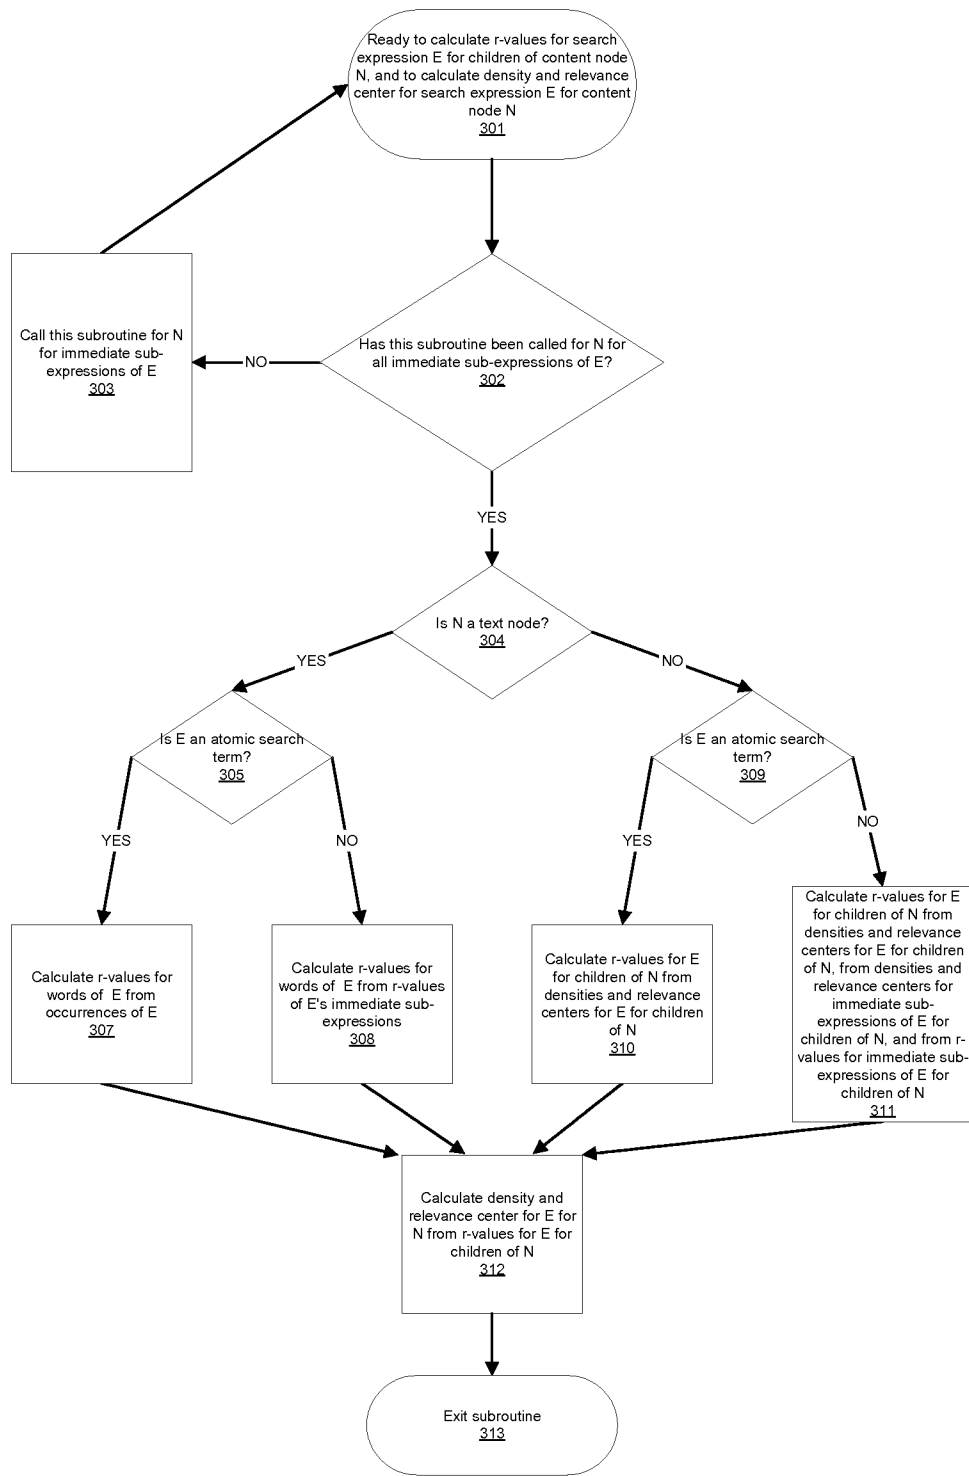 Ready to calculate r-values for search
expression E for children of content node
N, and to calculate density and relevance
center for search expression E for content
node N
301
Has this subroutine been called for N for
all immediate sub-expressions of E?
302
NO
Call this subroutine for N
for immediate sub-
expressions of E
303
YES
Is N a text node?
304
YES
NO
Is E an atomic search
term?
305
Is E an atomic search
term?
309
YES
NO
YES
NO
Calculate r-values for
words of  E from
occurrences of E
307
Calculate r-values for
words of  E from r-values
of E's immediate sub-
expressions
308
Calculate r-values for E
for children of N from
densities and relevance
centers for E for children
of N
310
Calculate r-values for E
for children of N from
densities and relevance
centers for E for children
of N, from densities and
relevance centers for
immediate sub-
expressions of E for
children of N, and from r-
values for immediate sub-
expressions of E for
children of N
311
Calculate density and
relevance center for E for
N from r-values for E for
children of N
312
Exit subroutine
313